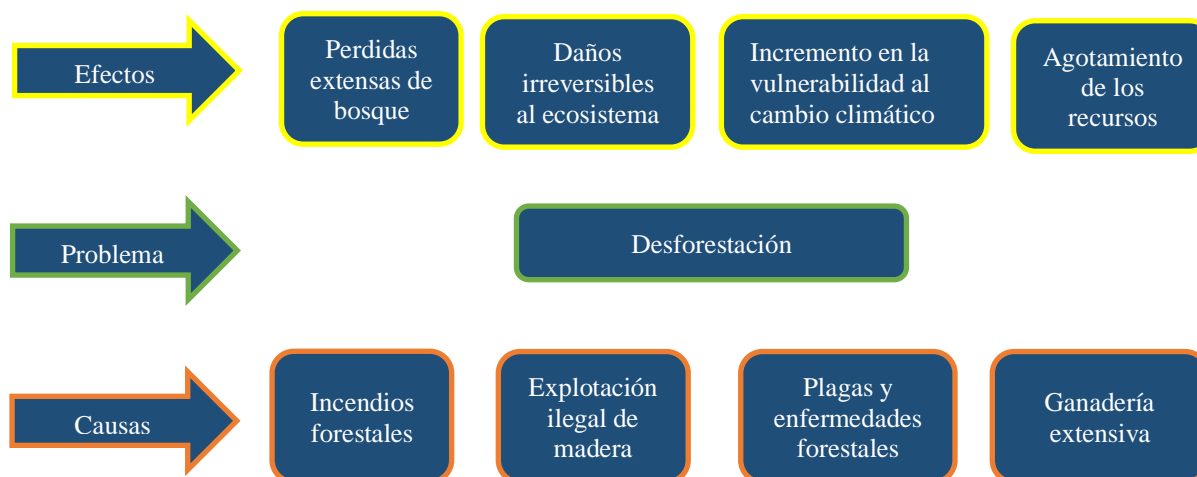 Efectos
Perdidas
extensas de
bosque
Daños
irreversibles
al ecosistema
Incremento en la
vulnerabilidad al
cambio climático
Agotamiento
de los
recursos
Problema
Desforestación
Causas
Incendios
forestales
Explotación
ilegal de
madera
Plagas y
enfermedades
forestales
Ganadería
extensiva